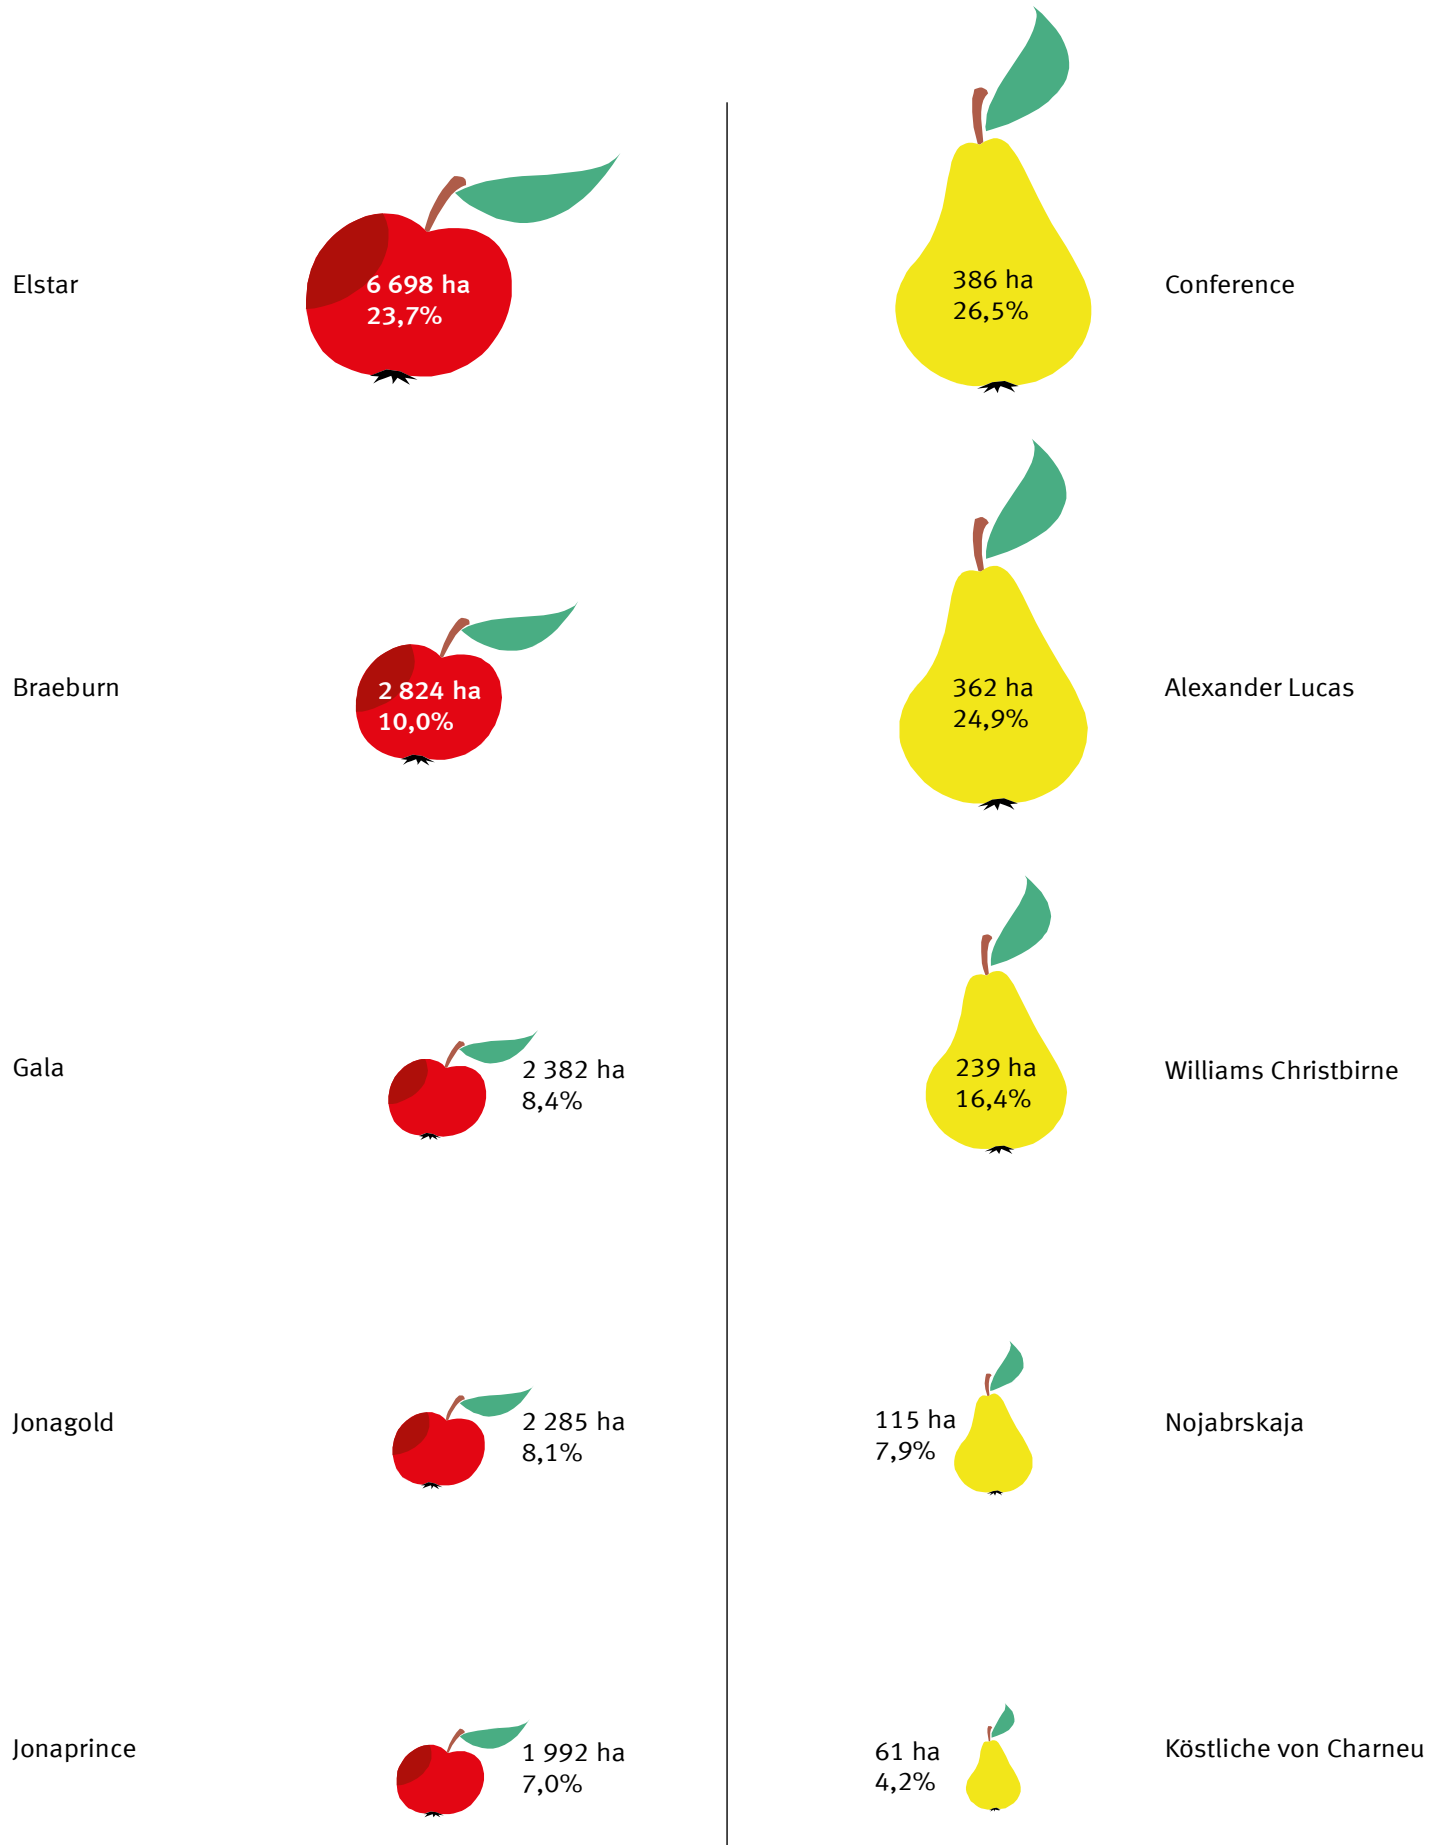 Elstar
6 698 ha
23,7%
386 ha
26,5%
Conference
Braeburn
2 824 ha
10,0%
362 ha
24,9%
Alexander Lucas
Gala
2 382 ha
8,4%
239 ha
16,4%
Williams Christbirne
Jonagold
2 285 ha
8,1%
115 ha
7,9%
Nojabrskaja
Jonaprince
1 992 ha
7,0%
61 ha
4,2%
Köstliche von Charneu